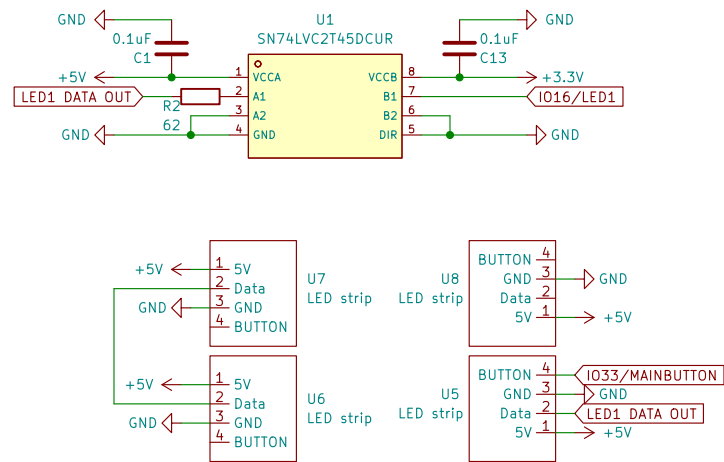 GND
0.1uF
C1
+5V
LED1 DATA OUT
R2
62
GND
U1
SN74LVC2T45DCUR
1 VCCA
2 A1
3 A2
4 GND
VCCB 8
B1 7
B2 6
DIR 5
GND
0.1uF
C13
+3.3V
IO16/LED1
GND
+5V
GND
1 5V
2 Data
3 GND
4 BUTTON
U7
LED strip
U8
LED strip
BUTTON 4
GND 3
Data 2
5V 1
GND
+5V
+5V
GND
1 5V
2 Data
3 GND
4 BUTTON
U6
LED strip
U5
LED strip
BUTTON 4
GND 3
Data 2
5V 1
IO33/MAINBUTTON
GND
LED1 DATA OUT
+5V